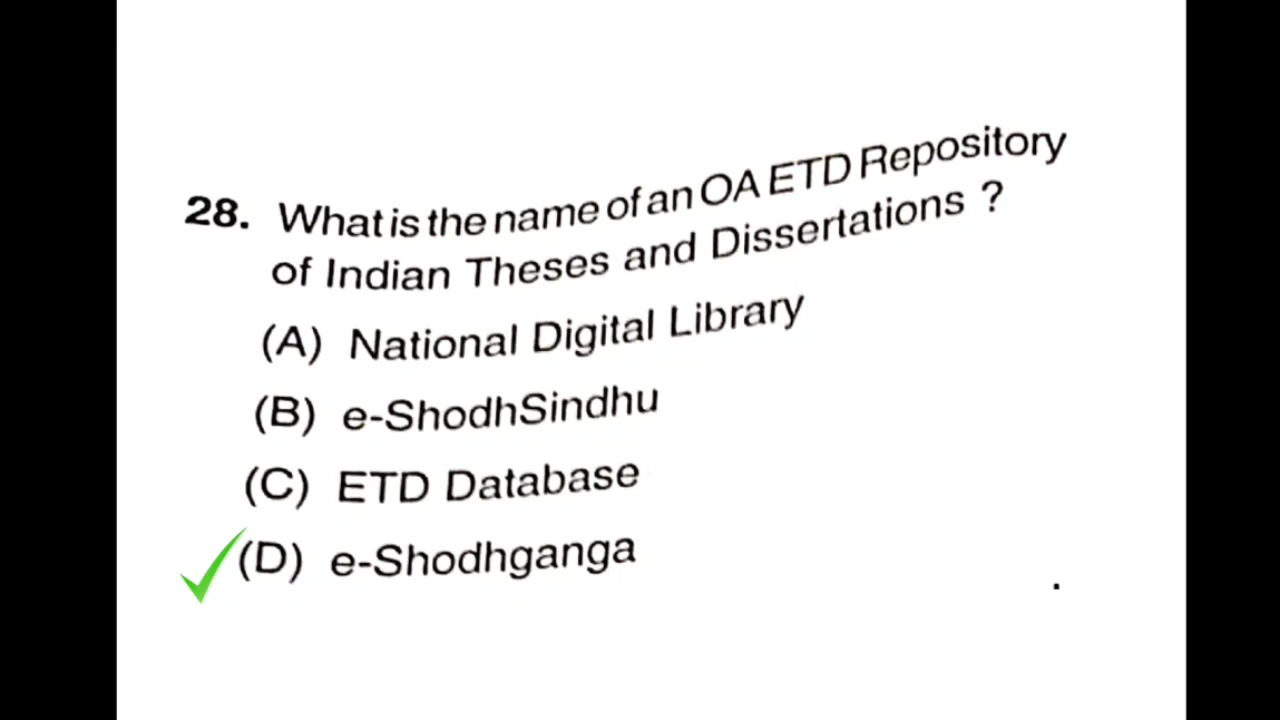 28. What is the name of an OA ETD Repository
of Indian Theses and Dissertations ?
(A) National Digital Library
(B) e-ShodhSindhu
(C) ETD Database
(D) e-Shodhganga